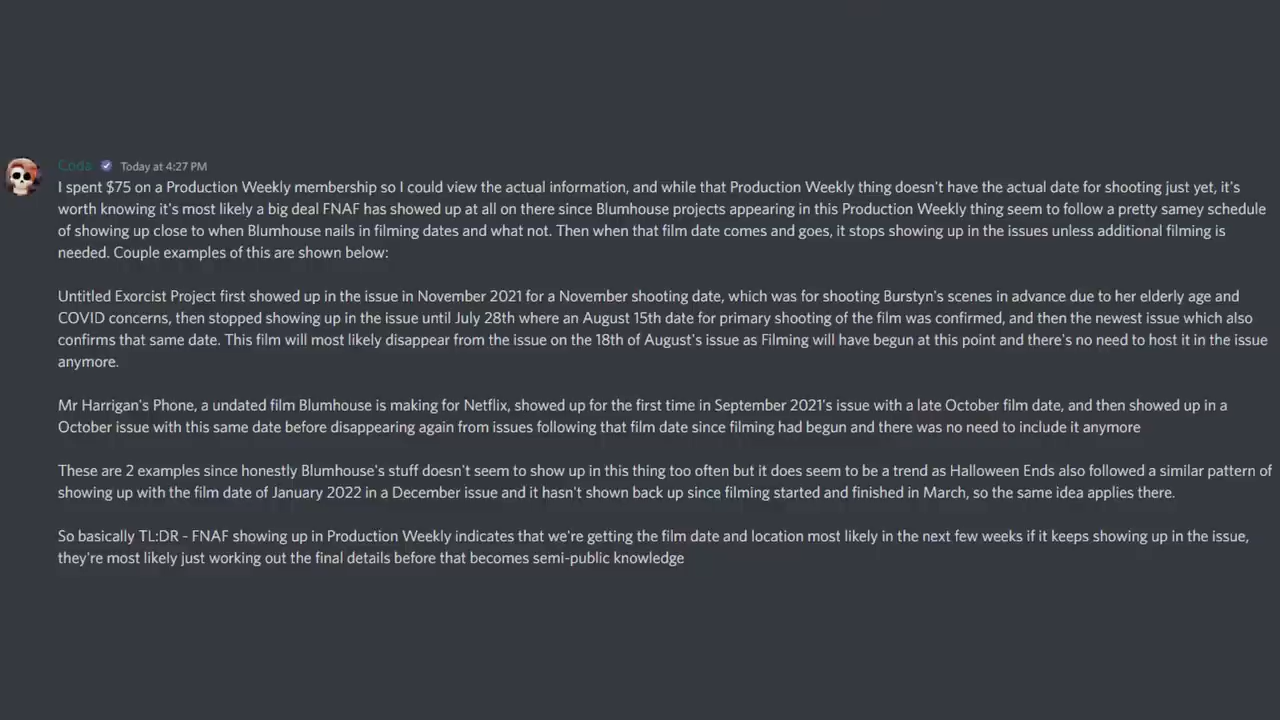 Coda Today at 4:27 PM
I spent $75 on a Production Weekly membership so I could view the actual information, and while that Production Weekly thing doesn't have the actual date for shooting just yet, it's
worth knowing it's most likely a big deal FNAF has showed up at all on there since Blumhouse projects appearing in this Production Weekly thing seem to follow a pretty samey schedule
of showing up close to when Blumhouse nails in filming dates and what not. Then when that film date comes and goes, it stops showing up in the issues unless additional filming is
needed. Couple examples of this are shown below:
Untitled Exorcist Project first showed up in the issue in November 2021 for a November shooting date, which was for shooting Burstyn's scenes in advance due to her elderly age and
COVID concerns, then stopped showing up in the issue until July 28th where an August 15th date for primary shooting of the film was confirmed, and then the newest issue which also
confirms that same date. This film will most likely disappear from the issue on the 18th of August's issue as Filming will have begun at this point and there's no need to host it in the issue
anymore.
Mr Harrigan's Phone, a undated film Blumhouse is making for Netflix, showed up for the first time in September 2021's issue with a late October film date, and then showed up in a
October issue with this same date before disappearing again from issues following that film date since filming had begun and there was no need to include it anymore
These are 2 examples since honestly Blumhouse's stuff doesn't seem to show up in this thing too often but it does seem to be a trend as Halloween Ends also followed a similar pattern of
showing up with the film date of January 2022 in a December issue and it hasn't shown back up since filming started and finished in March, so the same idea applies there.
So basically TL:DR - FNAF showing up in Production Weekly indicates that we're getting the film date and location most likely in the next few weeks if it keeps showing up in the issue,
they're most likely just working out the final details before that becomes semi-public knowledge